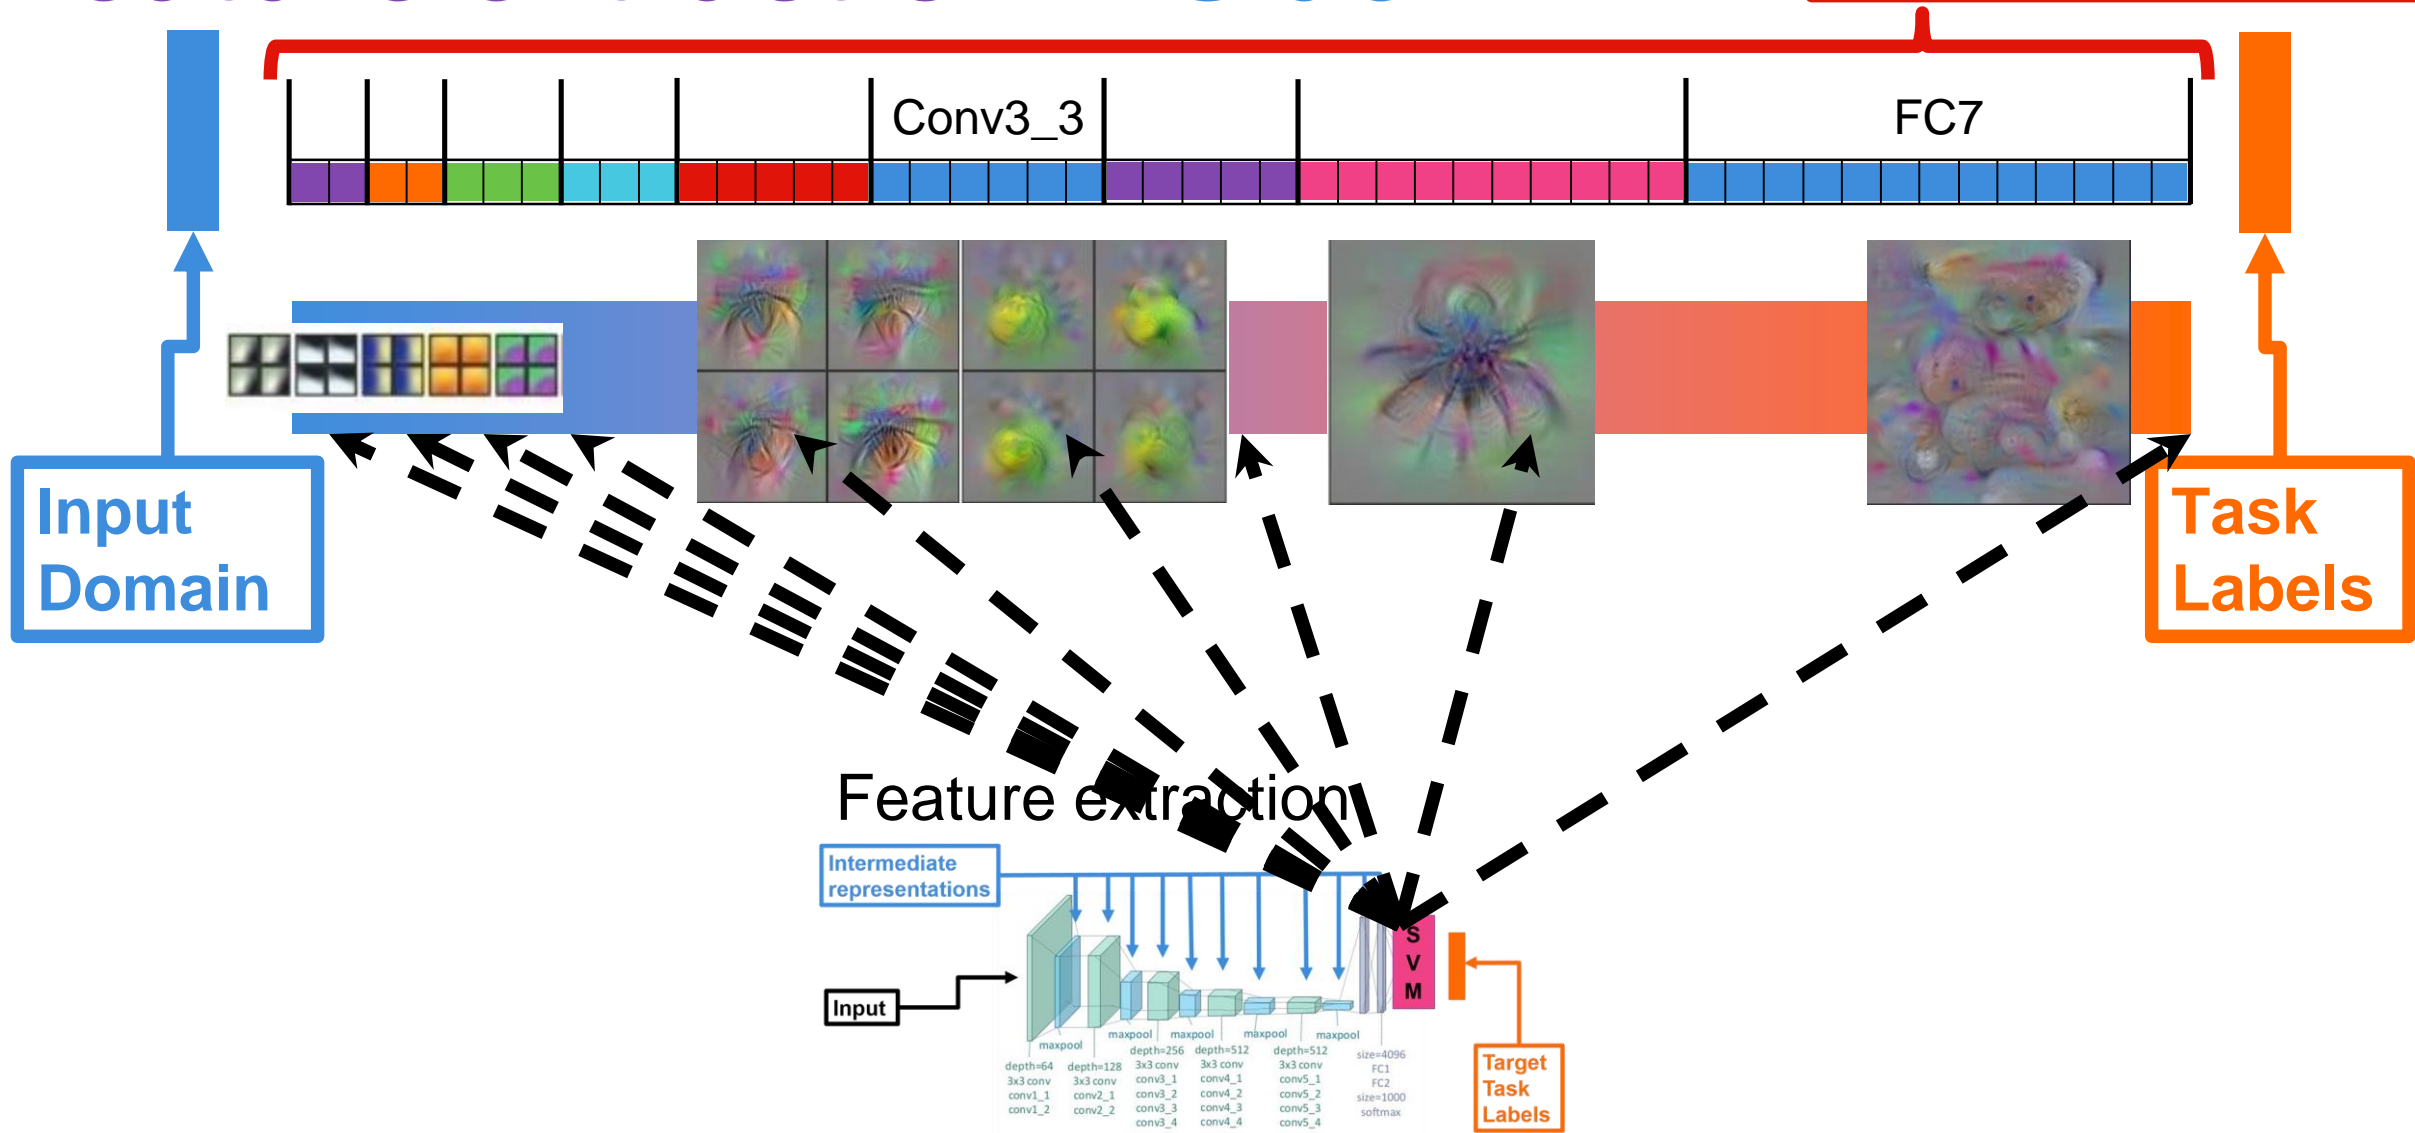 Conv3_3
FC7
Input
Domain
Task
Labels
Feature extraction
Intermediate
representations
S
V
M
Input
maxpool
maxpool
maxpool
maxpool
maxpool
depth=64
3x3 conv
conv1_1
conv1_2
depth=128
3x3 conv
conv2_1
conv2_2
depth=256
3x3 conv
conv3_1
conv3_2
conv3_3
conv3_4
depth=512
3x3 conv
conv4_1
conv4_2
conv4_3
conv4_4
depth=512
3x3 conv
conv5_1
conv5_2
conv5_3
conv5_4
size=4096
FC1
FC2
size=1000
softmax
Target
Task
Labels